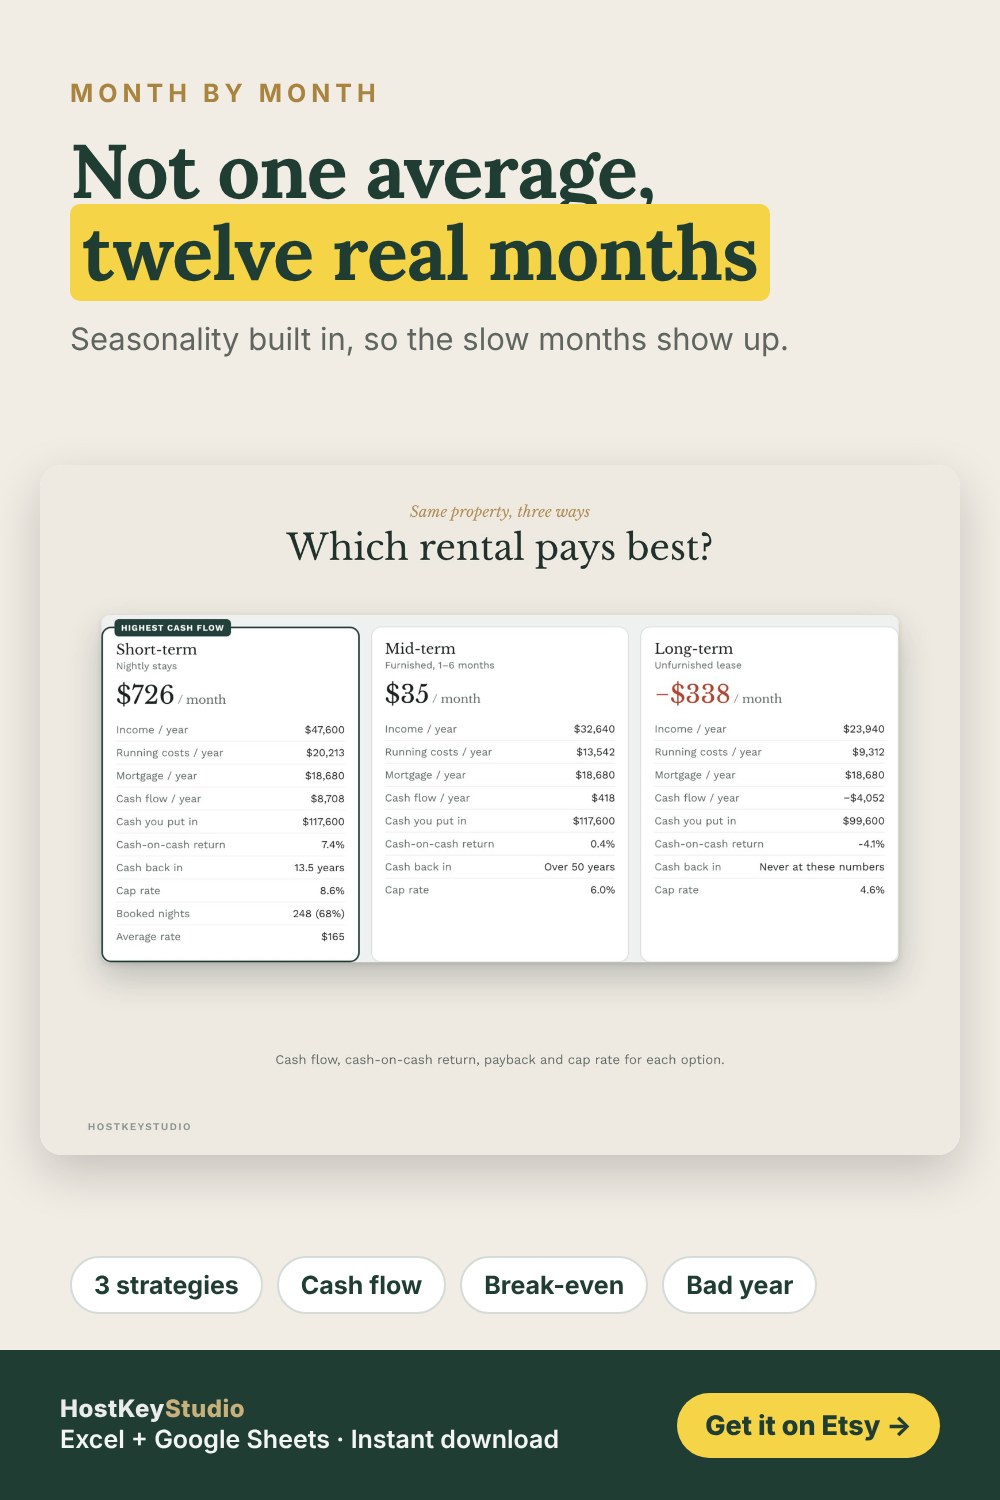 MONTH BY MONTH
Not one average,
twelve real months
Seasonality built in, so the slow months show up.
Same property, three ways
Which rental pays best?
HIGHEST CASH FLOW
Short-term
Nightly stays
$726 / month
Income / year $47,600
Running costs / year $20,213
Mortgage / year $18,680
Cash flow / year $8,708
Cash you put in $117,600
Cash-on-cash return 7.4%
Cash back in 13.5 years
Cap rate 8.6%
Booked nights 248 (68%)
Average rate $165
Mid-term
Furnished, 1–6 months
$35 / month
Income / year $32,640
Running costs / year $13,542
Mortgage / year $18,680
Cash flow / year $418
Cash you put in $117,600
Cash-on-cash return 0.4%
Cash back in Over 50 years
Cap rate 6.0%
Long-term
Unfurnished lease
−$338 / month
Income / year $23,940
Running costs / year $9,312
Mortgage / year $18,680
Cash flow / year −$4,052
Cash you put in $99,600
Cash-on-cash return -4.1%
Cash back in Never at these numbers
Cap rate 4.6%
Cash flow, cash-on-cash return, payback and cap rate for each option.
HOSTKEYSTUDIO
3 strategies
Cash flow
Break-even
Bad year
HostKeyStudio
Excel + Google Sheets · Instant download
Get it on Etsy →